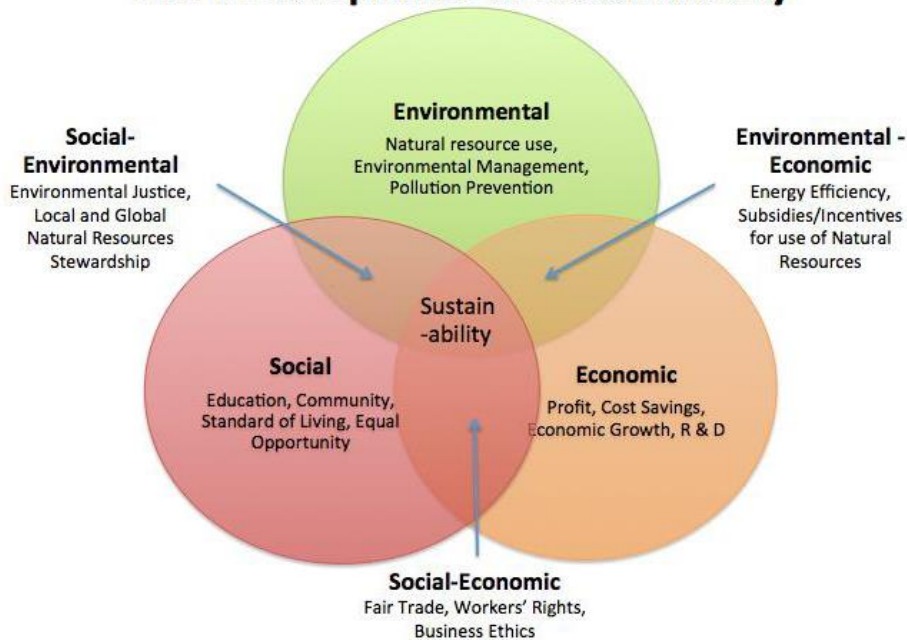 Environmental
Natural resource use,
Environmental Management,
Pollution Prevention
Social-
Environmental
Environmental Justice,
Local and Global
Natural Resources
Stewardship
Environmental -
Economic
Energy Efficiency,
Subsidies/Incentives
for use of Natural
Resources
Sustain
-ability
Social
Education, Community,
Standard of Living, Equal
Opportunity
Economic
Profit, Cost Savings,
Economic Growth, R & D
Social-Economic
Fair Trade, Workers’ Rights,
Business Ethics